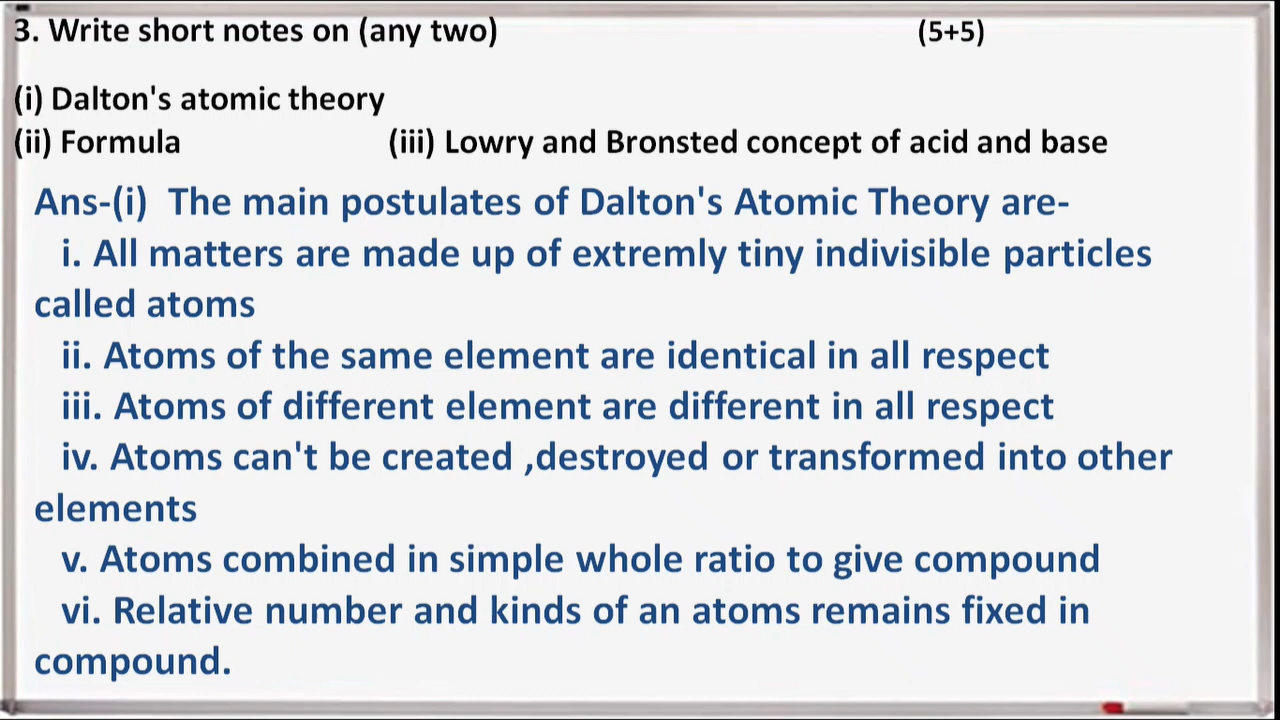 3. Write short notes on (any two) (5+5)
(i) Dalton's atomic theory
(ii) Formula (iii) Lowry and Bronsted concept of acid and base
Ans-(i) The main postulates of Dalton's Atomic Theory are-
i. All matters are made up of extremly tiny indivisible particles
called atoms
ii. Atoms of the same element are identical in all respect
iii. Atoms of different element are different in all respect
iv. Atoms can't be created ,destroyed or transformed into other
elements
v. Atoms combined in simple whole ratio to give compound
vi. Relative number and kinds of an atoms remains fixed in
compound.